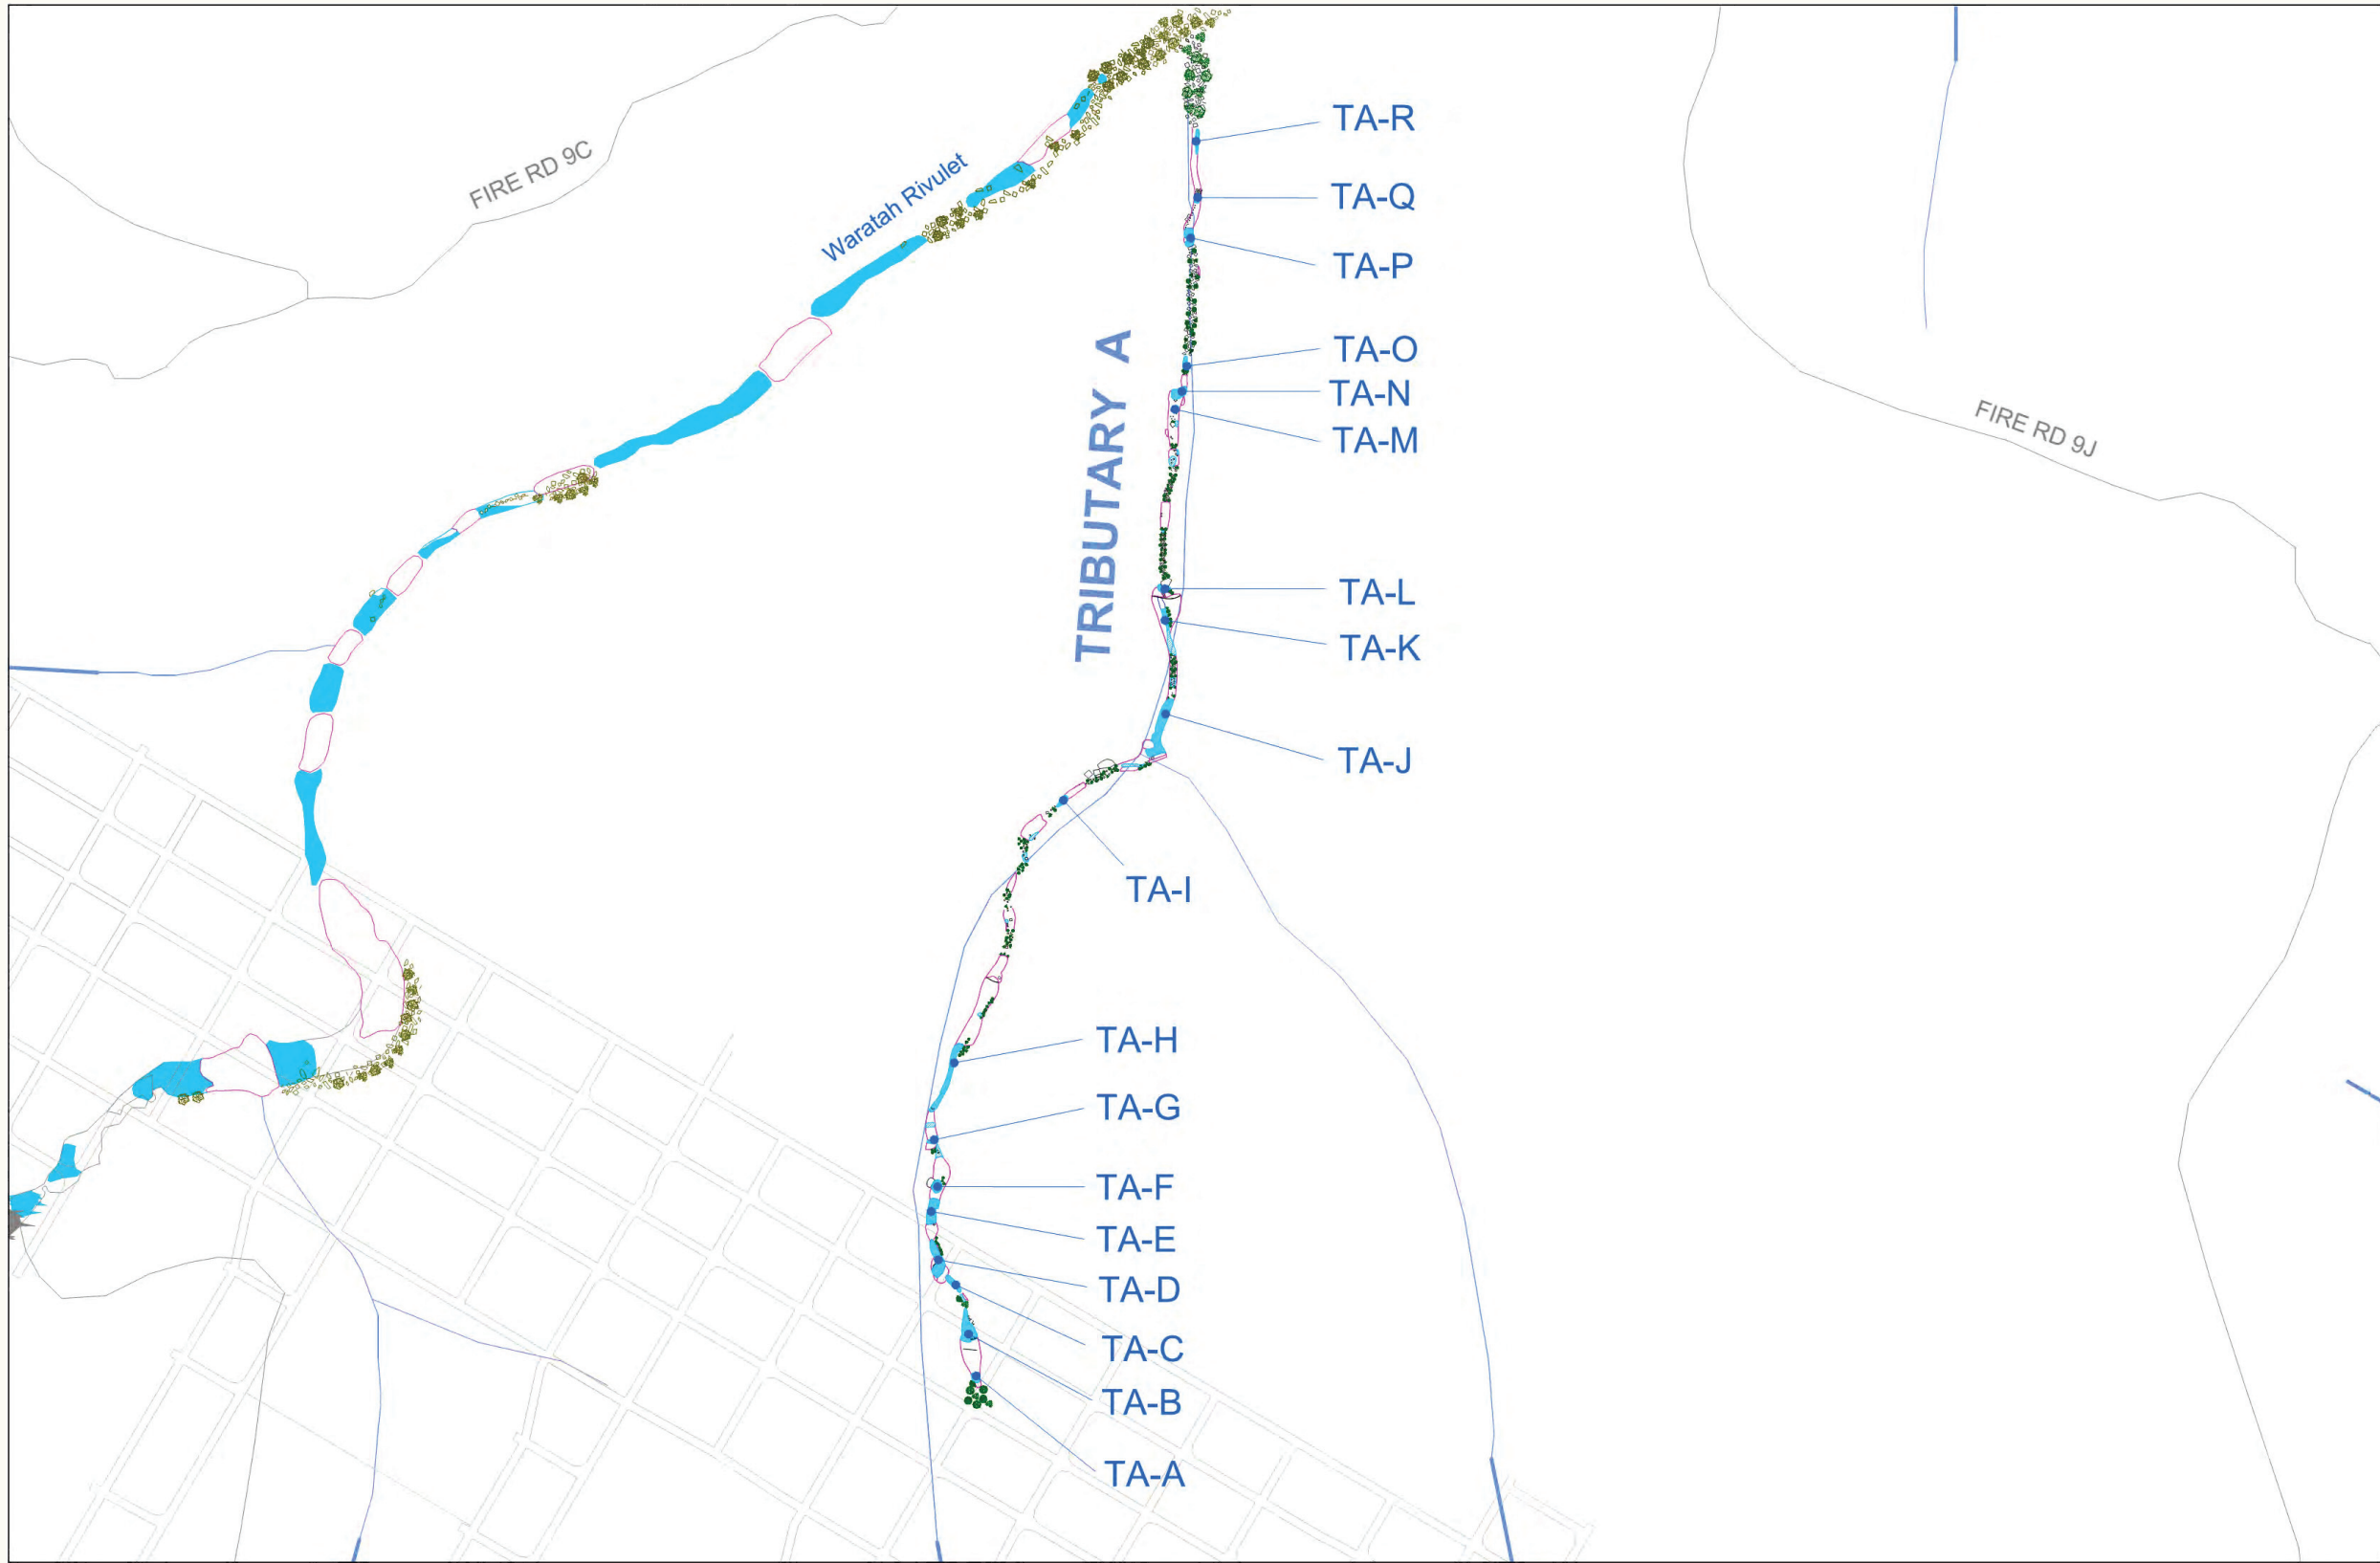 TA-R
FIRE RD 9C
Waratah Rivulet
TA-Q
TA-P
TRIBUTARY A
TA-O
TA-N
TA-M
FIRE RD 9J
TA-L
TA-K
TA-J
TA-I
TA-H
TA-G
TA-F
TA-E
TA-D
TA-C
TA-B
TA-A